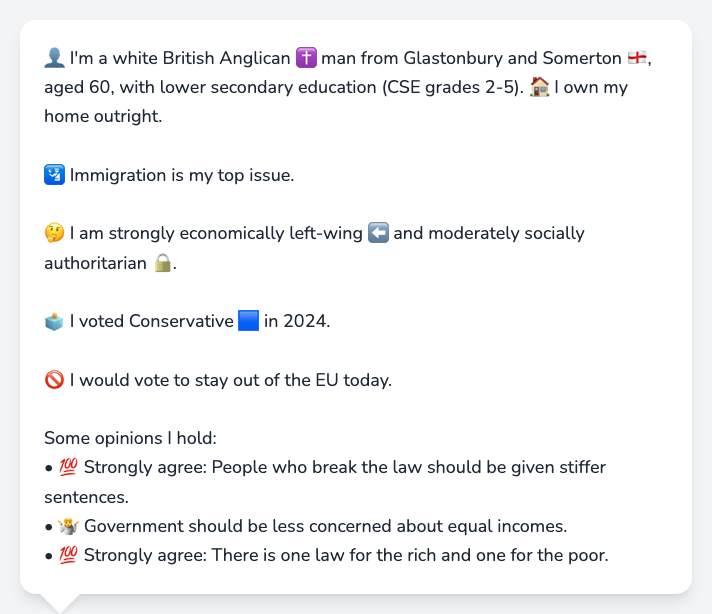 👤 I'm a white British Anglican ✝️ man from Glastonbury and Somerton 🏴󠁧󠁢󠁥󠁮󠁧󠁿,
aged 60, with lower secondary education (CSE grades 2-5). 🏠 I own my
home outright.
🛂 Immigration is my top issue.
🤔 I am strongly economically left-wing ⬅️ and moderately socially
authoritarian 🔒.
🗳️ I voted Conservative 🟦 in 2024.
🚫 I would vote to stay out of the EU today.
Some opinions I hold:
• 💯 Strongly agree: People who break the law should be given stiffer
sentences.
• 🤷 Government should be less concerned about equal incomes.
• 💯 Strongly agree: There is one law for the rich and one for the poor.